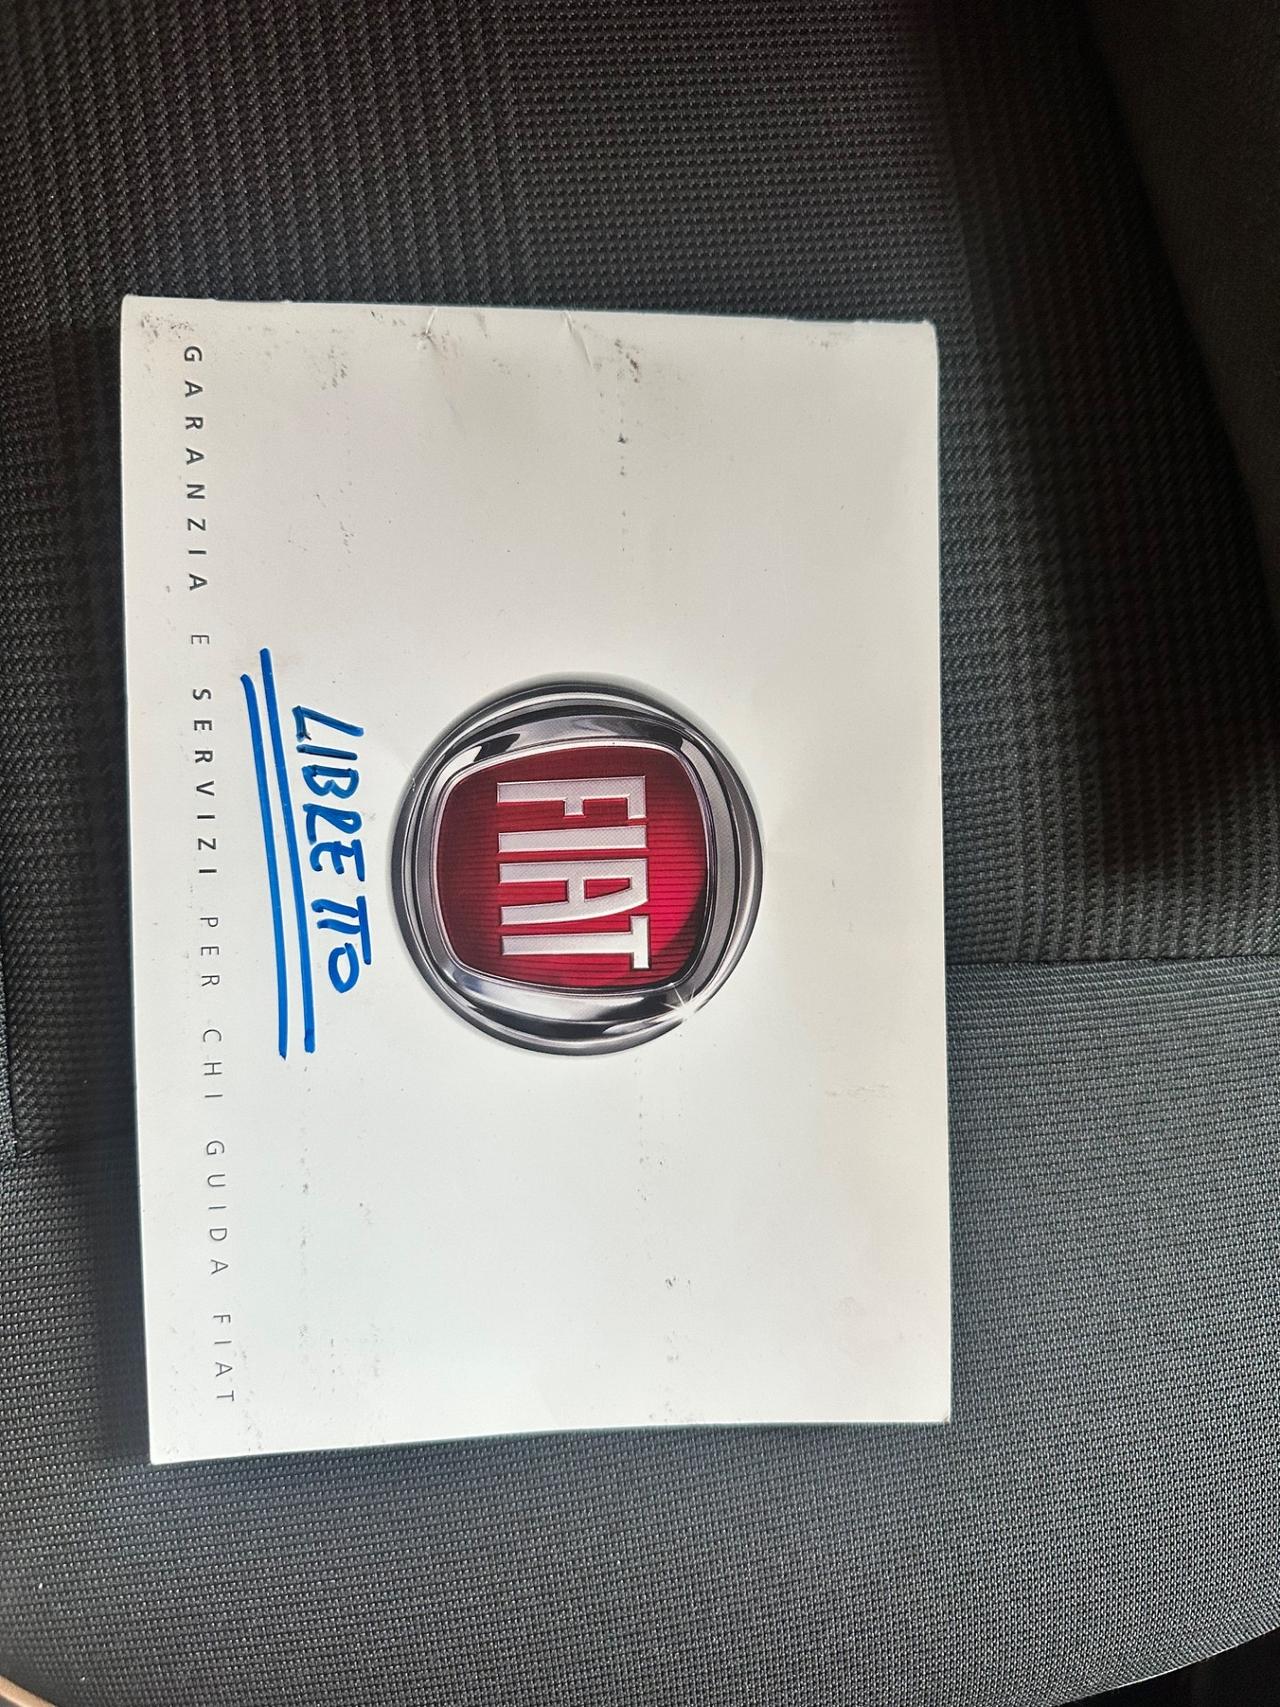 FIAT
LIBRETTO
GARANZIA E SERVIZI PER CHI GUIDA FIAT